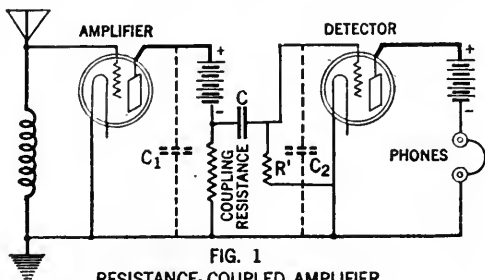 AMPLIFIER
DETECTOR
+
+
-
C
-
C1
COUPLING
RESISTANCE
R'
C2
PHONES
FIG. 1
RESISTANCE-COUPLED AMPLIFIER